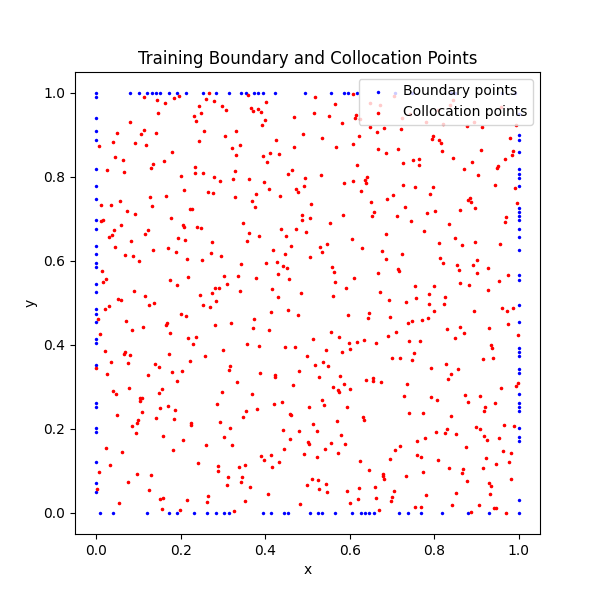 Training Boundary and Collocation Points
Boundary points
Collocation points
1.0
0.8
0.6
0.4
0.2
0.0
y
0.0 0.2 0.4 0.6 0.8 1.0
x